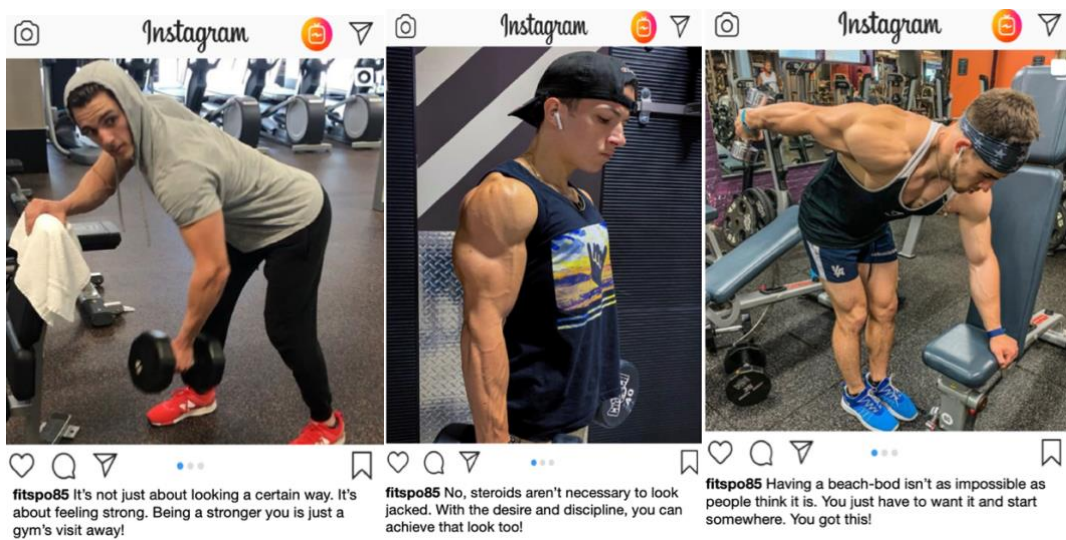 Instagram
fitspo85 It's not just about looking a certain way. It's
about feeling strong. Being a stronger you is just a
gym's visit away!
Instagram
40
fitspo85 No, steroids aren't necessary to look
jacked. With the desire and discipline, you can
achieve that look too!
Instagram
fitspo85 Having a beach-bod isn't as impossible as
people think it is. You just have to want it and start
somewhere. You got this!